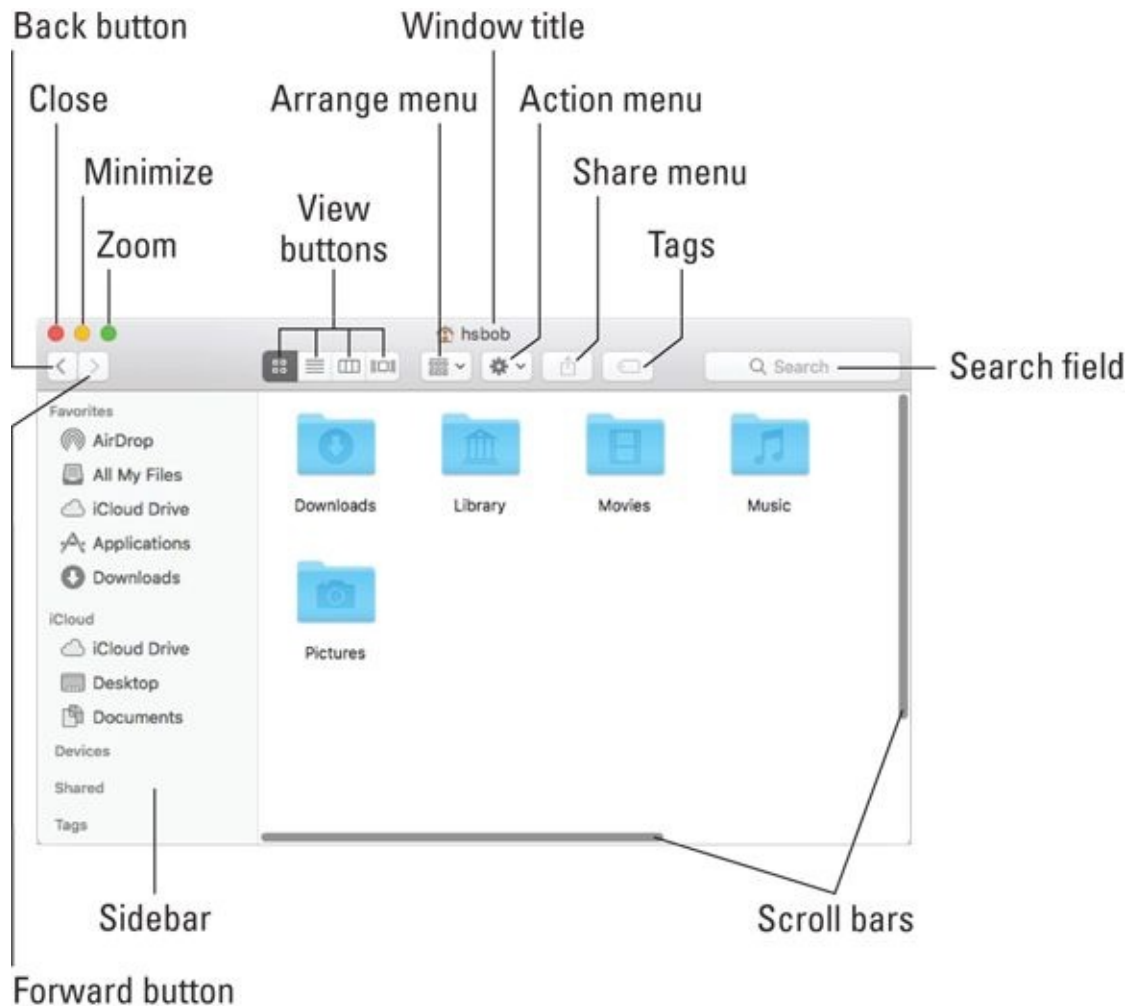 Back button
Window title
Close
Arrange menu
Action menu
Minimize
Share menu
View
buttons
Zoom
Tags
hsbob
Search
Search field
Favorites
AirDrop
All My Files
iCloud Drive
Applications
Downloads
iCloud
iCloud Drive
Desktop
Documents
Devices
Shared
Tags
Downloads
Library
Movies
Music
Pictures
Sidebar
Scroll bars
Forward button